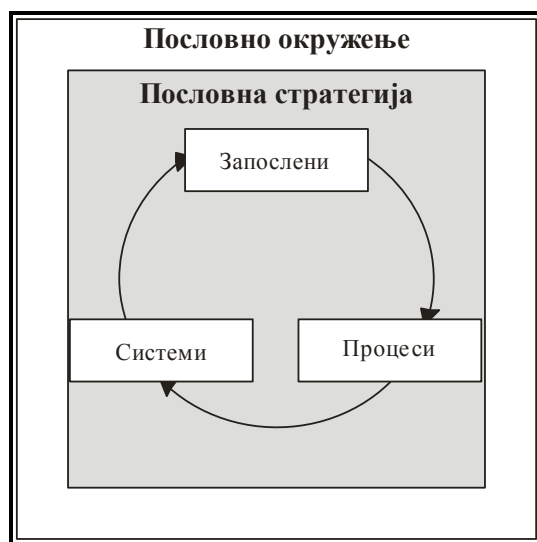 Пословно окружење
Пословна стратегија
Запослени
Системи
Процеси